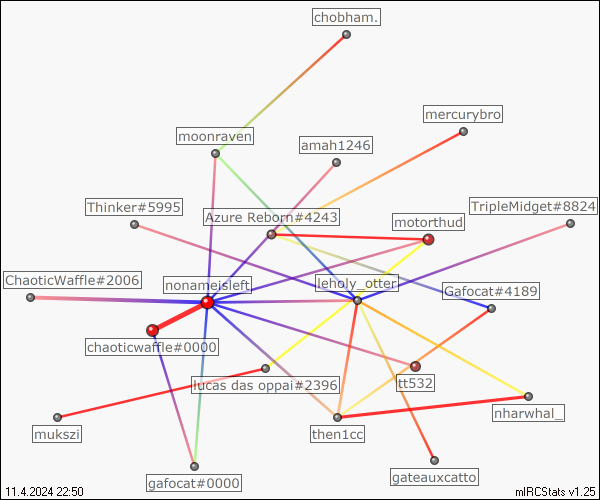 chobham.
mercurybro
moonraven
amah1246
Thinker#5995
Azure Reborn#4243
TripleMidget#8824
motorthud
ChaoticWaffle#2006
nonameisleft
leholy_otter
Gafocat#4189
chaoticwaffle#0000
lucas das oppai#2396
tt532
nharwhal_
mukszi
then1cc
gafocat#0000
gateauxcatto
11.4.2024 22:50
mIRCStats v1.25